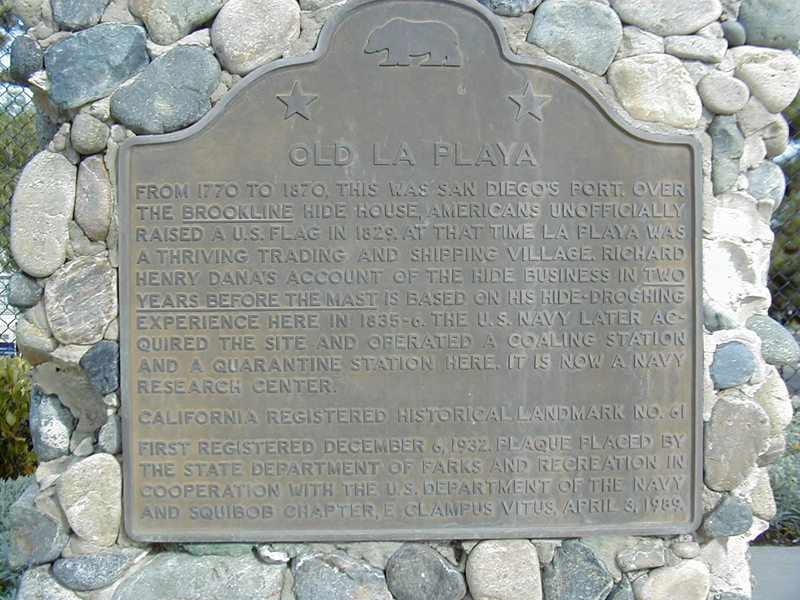 OLD LA PLAYA
FROM 1770 TO 1870, THIS WAS SAN DIEGO'S PORT. OVER
THE BROOKLINE HIDE HOUSE, AMERICANS UNOFFICIALLY
RAISED A U.S. FLAG IN 1829. AT THAT TIME LA PLAYA WAS
A THRIVING TRADING AND SHIPPING VILLAGE. RICHARD
HENRY DANA'S ACCOUNT OF THE HIDE BUSINESS IN TWO
YEARS BEFORE THE MAST IS BASED ON HIS HIDE-DROGHING
EXPERIENCE HERE IN 1835-6. THE U.S. NAVY LATER AC-
QUIRED THE SITE AND OPERATED A COALING STATION
AND A QUARANTINE STATION HERE. IT IS NOW A NAVY
RESEARCH CENTER.
CALIFORNIA REGISTERED HISTORICAL LANDMARK NO. 61
FIRST REGISTERED DECEMBER 6, 1932. PLAQUE PLACED BY
THE STATE DEPARTMENT OF PARKS AND RECREATION IN
COOPERATION WITH THE U.S. DEPARTMENT OF THE NAVY
AND SQUIBOB CHAPTER, E CLAMPUS VITUS, APRIL 3, 1989.